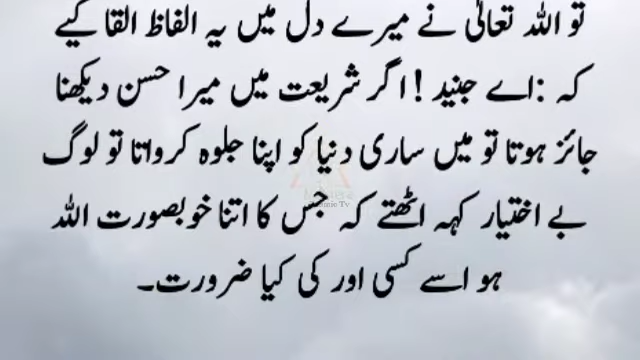 تو اللہ تعالیٰ نے میرے دل میں یہ الفاظ القا کیے
کہ :اے جنید !اگر شریعت میں میرا حسن دیکھنا
جائز ہوتا تو میں ساری دنیا کو اپنا جلوہ کرواتا تو لوگ
بے اختیار کہہ اٹھتے کہ جس کا اتنا خوبصورت اللہ
ہو اسے کسی اور کی کیا ضرورت۔